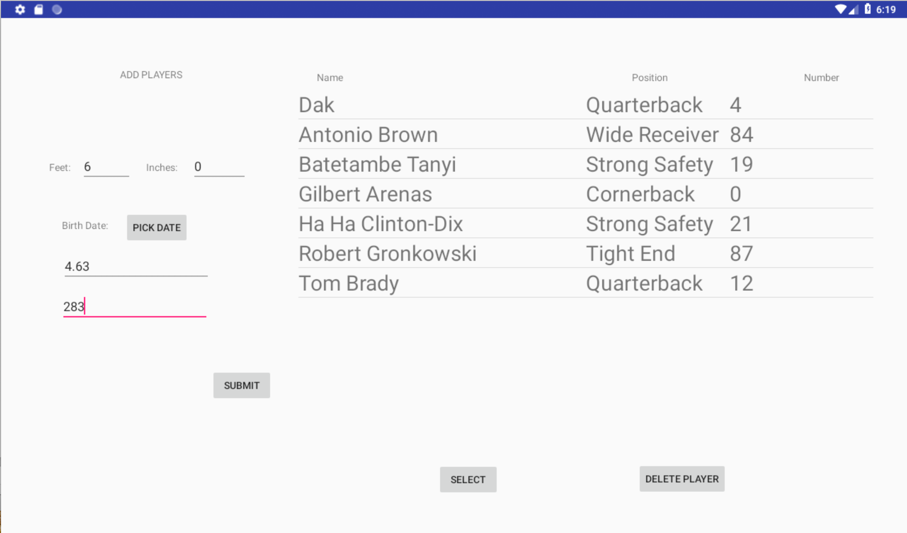 6:19
ADD PLAYERS
Feet: 6 Inches: 0
Birth Date: PICK DATE
4.63
283
SUBMIT
Name Position Number
Dak Quarterback 4
Antonio Brown Wide Receiver 84
Batetambe Tanyi Strong Safety 19
Gilbert Arenas Cornerback 0
Ha Ha Clinton-Dix Strong Safety 21
Robert Gronkowski Tight End 87
Tom Brady Quarterback 12
SELECT DELETE PLAYER